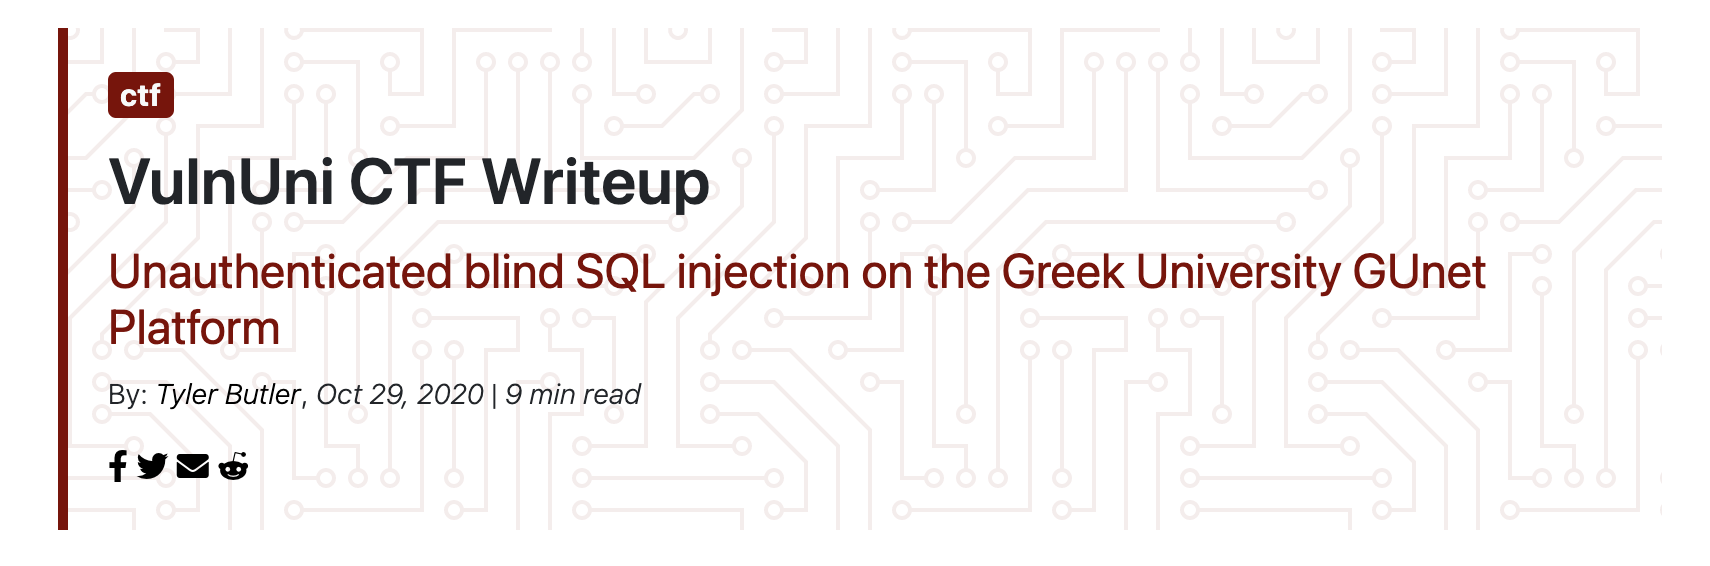 ctf
VulnUni CTF Writeup
Unauthenticated blind SQL injection on the Greek University GUnet
Platform
By: Tyler Butler, Oct 29, 2020 | 9 min read